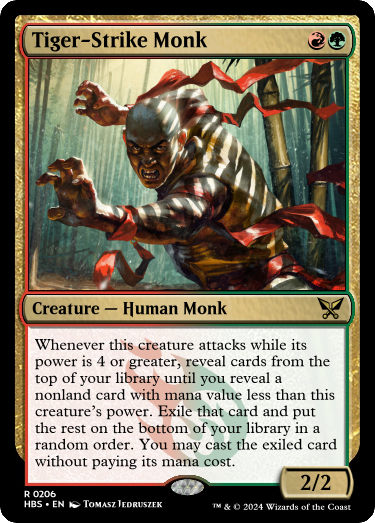 Tiger-Strike Monk
Creature — Human Monk
Whenever this creature attacks while its
power is 4 or greater, reveal cards from the
top of your library until you reveal a
nonland card with mana value less than this
creature's power. Exile that card and put
the rest on the bottom of your library in a
random order. You may cast the exiled card
without paying its mana cost.
2/2
R 0206
HBS • EN Tomasz Jedruszek
™ & © 2024 Wizards of the Coast